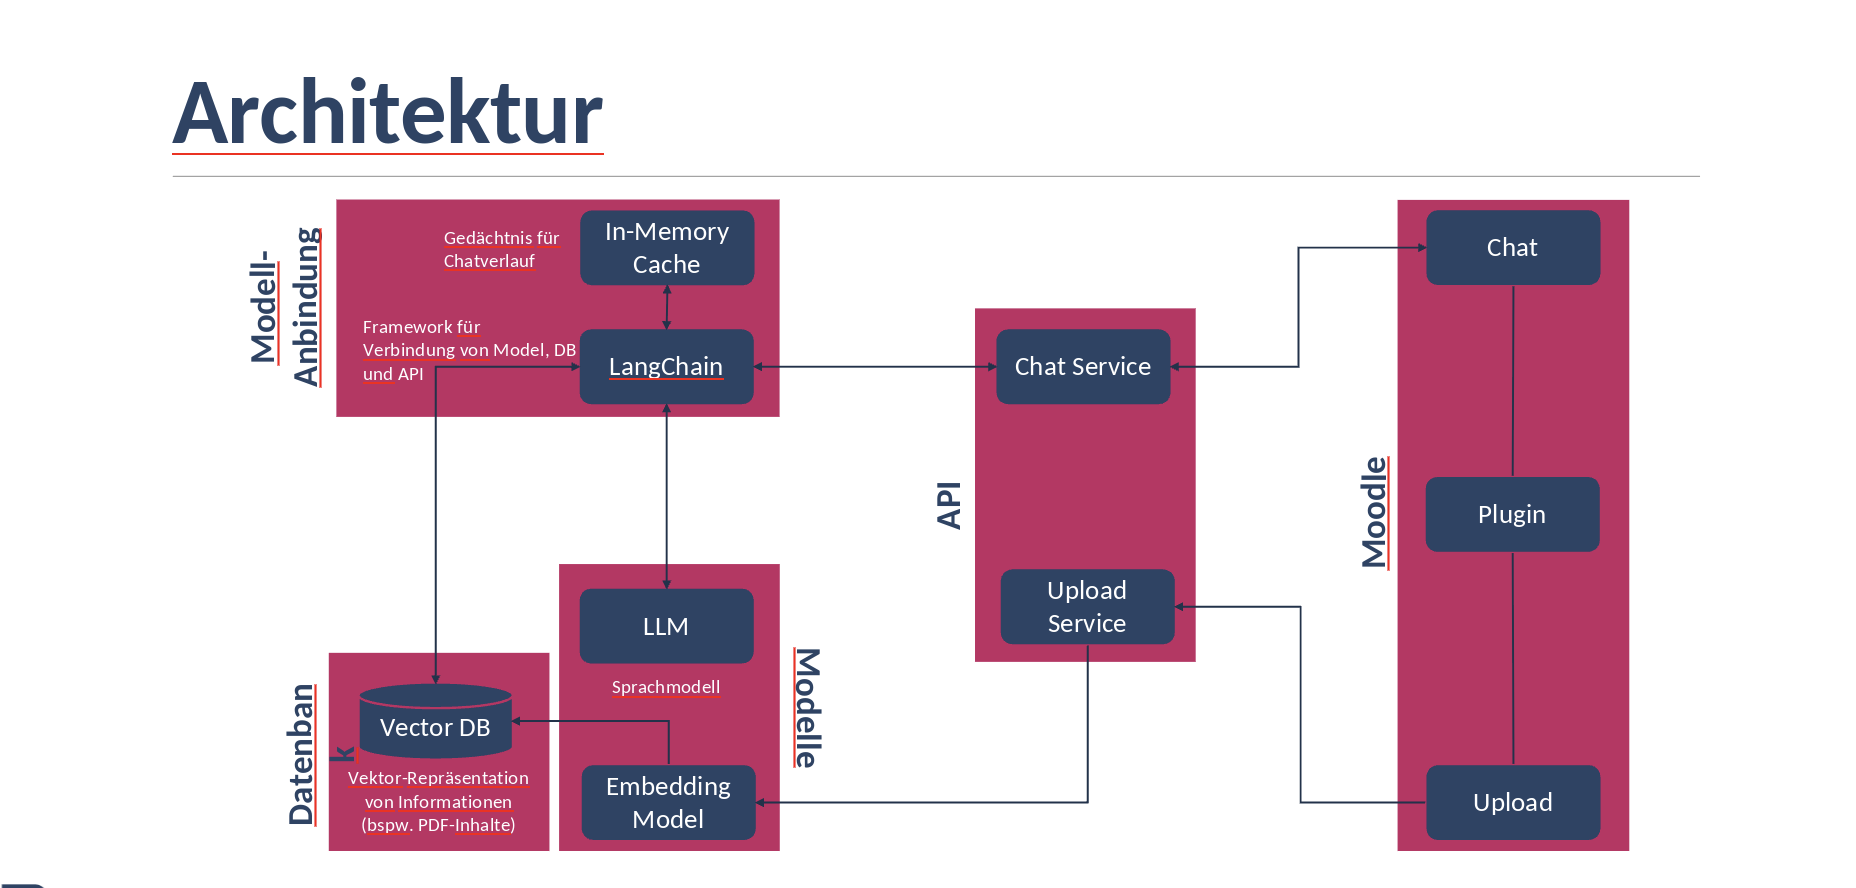 Architektur
Modell-
Anbindung
Gedächtnis für
Chatverlauf
In-Memory
Cache
Framework für
Verbindung von Model, DB
und API
LangChain
API
Chat Service
Upload
Service
Moodle
Chat
Plugin
Upload
Modelle
LLM
Sprachmodell
Embedding
Model
Datenban
k
Vector DB
Vektor-Repräsentation
von Informationen
(bspw. PDF-Inhalte)